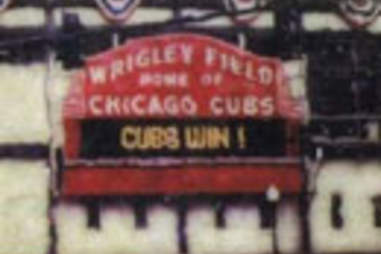 WRIGLEY FIELD
HOME OF
CHICAGO CUBS
CUBS WIN !